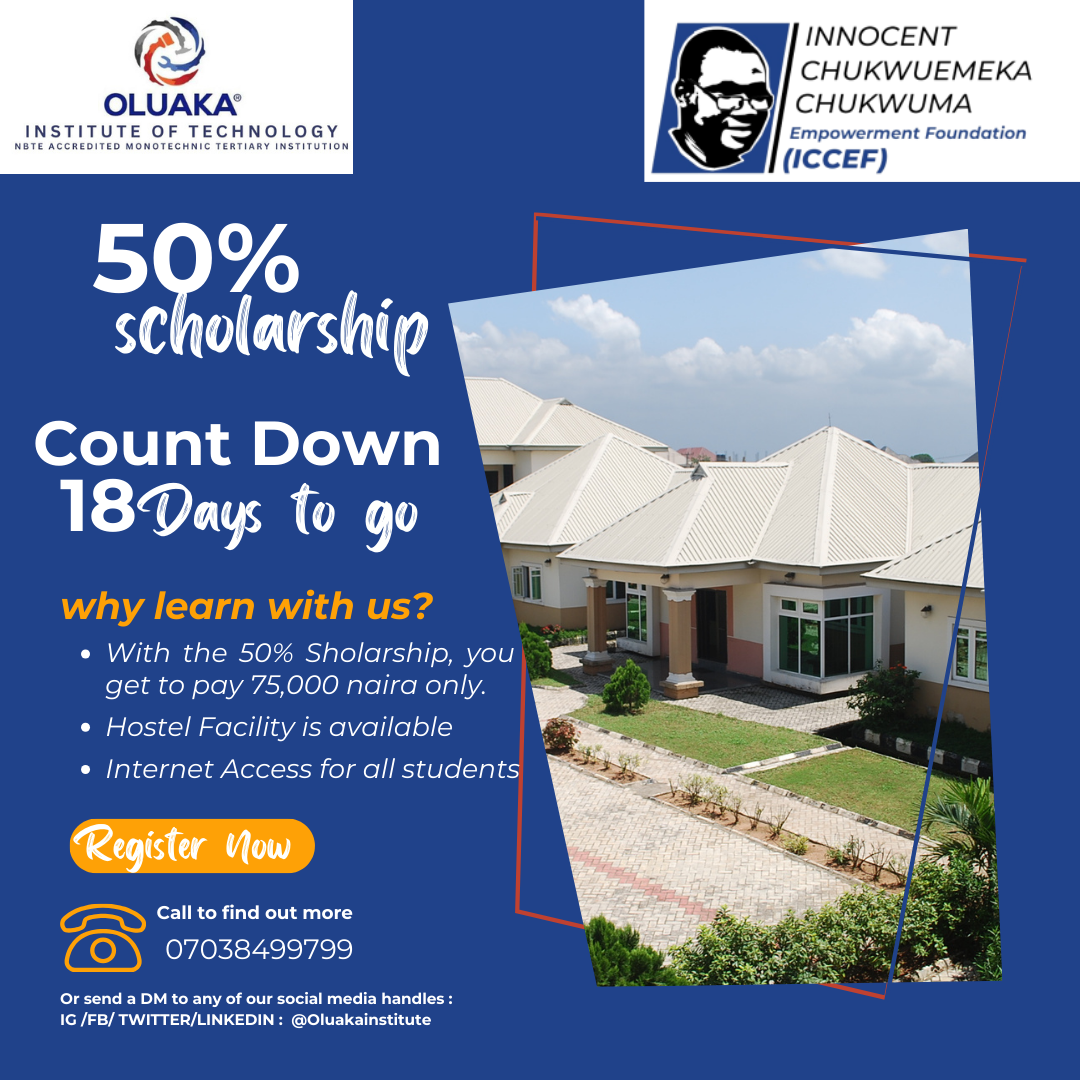 OLUAKA®
INSTITUTE OF TECHNOLOGY
NBTE ACCREDITED MONOTECHNIC TERTIARY INSTITUTION
INNOCENT
CHUKWUEMEKA
CHUKWUMA
Empowerment Foundation
(ICCEF)
50%
scholarship
Count Down
18 Days to go
why learn with us?
• With the 50% Sholarship, you
get to pay 75,000 naira only.
• Hostel Facility is available
• Internet Access for all students
Register Now
Call to find out more
07038499799
Or send a DM to any of our social media handles :
IG /FB/ TWITTER/LINKEDIN : @Oluakainstitute